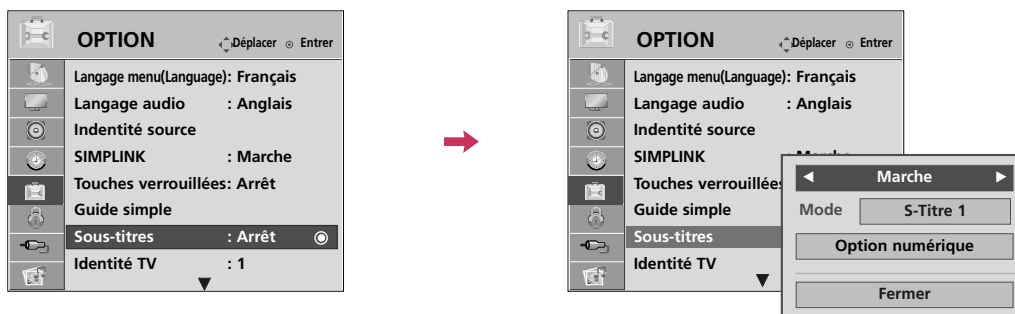 OPTION Déplacer Entrer
Langage menu(Language): Français
Langage audio : Anglais
Indentité source
SIMPLINK : Marche
Touches verrouillées: Arrêt
Guide simple
Sous-titres : Arrêt
Identité TV : 1
OPTION Déplacer Entrer
Langage menu(Language): Français
Langage audio : Anglais
Indentité source
SIMPLINK : Marche
Touches verrouillées
Guide simple
Sous-titres
Identité TV
Marche
Mode S-Titre 1
Option numérique
Fermer